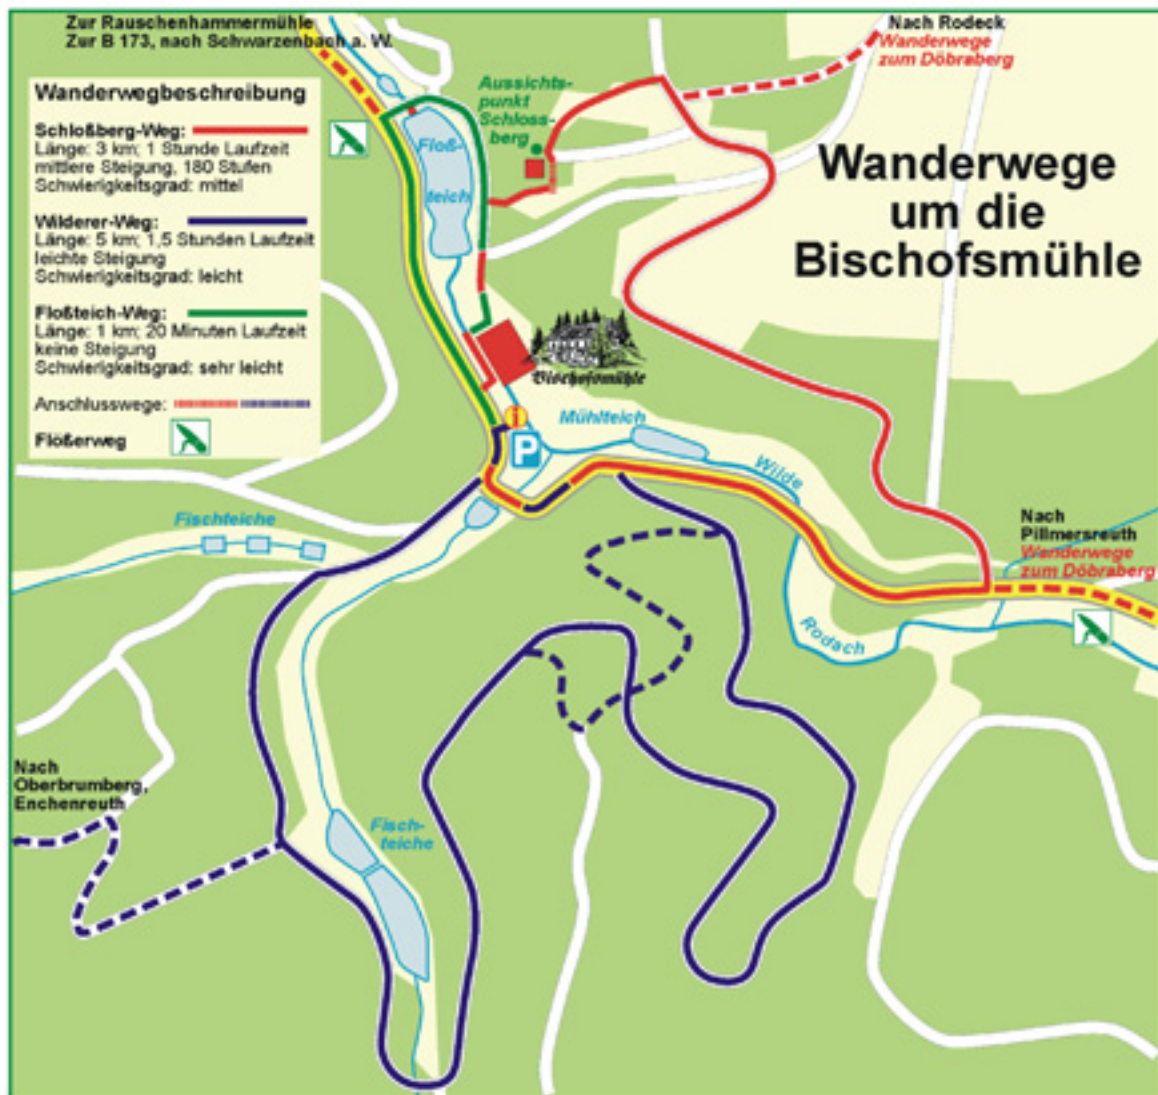 Zur Rauschenhammermühle
Zur B 173, nach Schwarzenbach a. W.
Wanderwegbeschreibung
Schloßberg-Weg:
Länge: 3 km; 1 Stunde Laufzeit
mittlere Steigung, 180 Stufen
Schwierigkeitsgrad: mittel
Wilderer-Weg:
Länge: 5 km; 1,5 Stunden Laufzeit
leichte Steigung
Schwierigkeitsgrad: leicht
Floßteich-Weg:
Länge: 1 km; 20 Minuten Laufzeit
keine Steigung
Schwierigkeitsgrad: sehr leicht
Anschlusswege:
Flößerweg
Nach Rodeck
Wanderwege
zum Döbraberg
Aussichts-
punkt
Schloss-
berg
Floß-
teich
Wanderwege
um die
Bischofsmühle
Bischofsmühle
i
P
Mühlteich
Wilde
Rodach
Fischteiche
Nach
Pillmersreuth
Wanderwege
zum Döbraberg
Nach
Oberbrumberg,
Enchenreuth
Fisch-
teiche